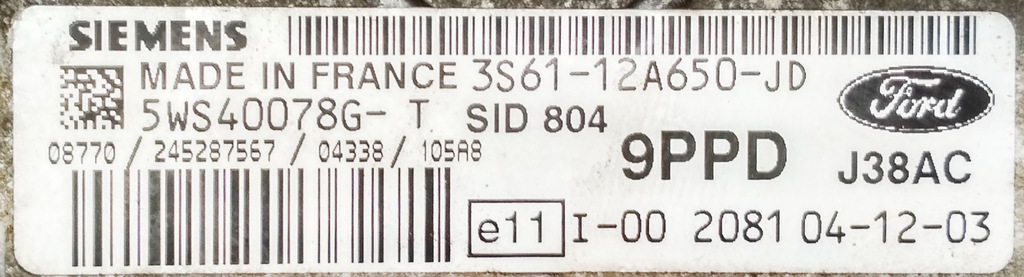 SIEMENS
MADE IN FRANCE 3S61-12A650-JD
Ford
5WS40078G- T SID 804
08770 / 245287567 / 04338 / 105A8
9PPD J38AC
e11 I-00 2081 04-12-03